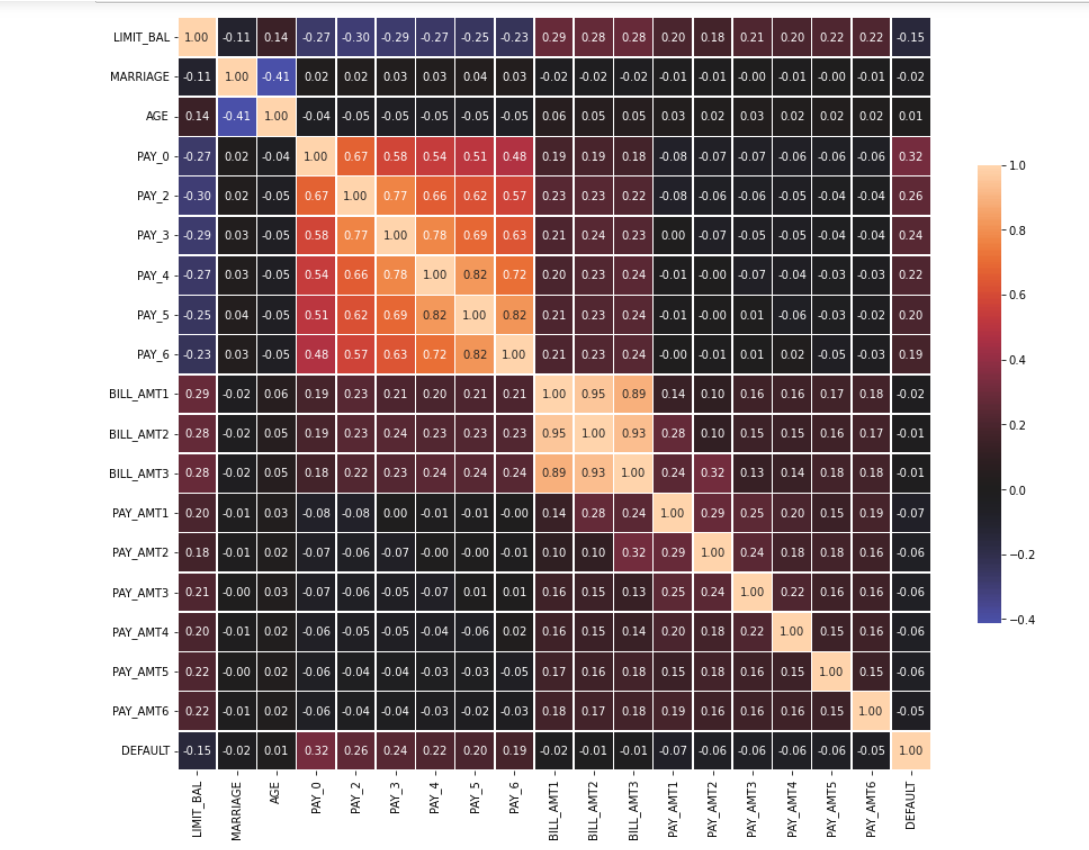 LIMIT_BAL 1.00 -0.11 0.14 -0.27 -0.30 -0.29 -0.27 -0.25 -0.23 0.29 0.28 0.28 0.20 0.18 0.21 0.20 0.22 0.22 -0.15
MARRIAGE -0.11 1.00 -0.41 0.02 0.02 0.03 0.03 0.04 0.03 -0.02 -0.02 -0.02 -0.01 -0.01 -0.00 -0.01 -0.00 -0.01 -0.02
AGE 0.14 -0.41 1.00 -0.04 -0.05 -0.05 -0.05 -0.05 -0.05 0.06 0.05 0.05 0.03 0.02 0.03 0.02 0.02 0.02 0.01
PAY_0 -0.27 0.02 -0.04 1.00 0.67 0.58 0.54 0.51 0.48 0.19 0.19 0.18 -0.08 -0.07 -0.07 -0.06 -0.06 -0.06 0.32
PAY_2 -0.30 0.02 -0.05 0.67 1.00 0.77 0.66 0.62 0.57 0.23 0.23 0.22 -0.08 -0.06 -0.06 -0.05 -0.04 -0.04 0.26
PAY_3 -0.29 0.03 -0.05 0.58 0.77 1.00 0.78 0.69 0.63 0.21 0.24 0.23 0.00 -0.07 -0.05 -0.05 -0.04 -0.04 0.24
PAY_4 -0.27 0.03 -0.05 0.54 0.66 0.78 1.00 0.82 0.72 0.20 0.23 0.24 -0.01 -0.00 -0.07 -0.04 -0.03 -0.03 0.22
PAY_5 -0.25 0.04 -0.05 0.51 0.62 0.69 0.82 1.00 0.82 0.21 0.23 0.24 -0.01 -0.00 0.01 -0.06 -0.03 -0.02 0.20
PAY_6 -0.23 0.03 -0.05 0.48 0.57 0.63 0.72 0.82 1.00 0.21 0.23 0.24 -0.00 -0.01 0.01 0.02 -0.05 -0.03 0.19
BILL_AMT1 0.29 -0.02 0.06 0.19 0.23 0.21 0.20 0.21 0.21 1.00 0.95 0.89 0.14 0.10 0.16 0.16 0.17 0.18 -0.02
BILL_AMT2 0.28 -0.02 0.05 0.19 0.23 0.24 0.23 0.23 0.23 0.95 1.00 0.93 0.28 0.10 0.15 0.15 0.16 0.17 -0.01
BILL_AMT3 0.28 -0.02 0.05 0.18 0.22 0.23 0.24 0.24 0.24 0.89 0.93 1.00 0.24 0.32 0.13 0.14 0.18 0.18 -0.01
PAY_AMT1 0.20 -0.01 0.03 -0.08 -0.08 0.00 -0.01 -0.01 -0.00 0.14 0.28 0.24 1.00 0.29 0.25 0.20 0.15 0.19 -0.07
PAY_AMT2 0.18 -0.01 0.02 -0.07 -0.06 -0.07 -0.00 -0.00 -0.01 0.10 0.10 0.32 0.29 1.00 0.24 0.18 0.18 0.16 -0.06
PAY_AMT3 0.21 -0.00 0.03 -0.07 -0.06 -0.05 -0.07 0.01 0.01 0.16 0.15 0.13 0.25 0.24 1.00 0.22 0.16 0.16 -0.06
PAY_AMT4 0.20 -0.01 0.02 -0.06 -0.05 -0.05 -0.04 -0.06 0.02 0.16 0.15 0.14 0.20 0.18 0.22 1.00 0.15 0.16 -0.06
PAY_AMT5 0.22 -0.00 0.02 -0.06 -0.04 -0.04 -0.03 -0.03 -0.05 0.17 0.16 0.18 0.15 0.18 0.16 0.15 1.00 0.15 -0.06
PAY_AMT6 0.22 -0.01 0.02 -0.06 -0.04 -0.04 -0.03 -0.02 -0.03 0.18 0.17 0.18 0.19 0.16 0.16 0.16 0.15 1.00 -0.05
DEFAULT -0.15 -0.02 0.01 0.32 0.26 0.24 0.22 0.20 0.19 -0.02 -0.01 -0.01 -0.07 -0.06 -0.06 -0.06 -0.06 -0.05 1.00
LIMIT_BAL MARRIAGE AGE PAY_0 PAY_2 PAY_3 PAY_4 PAY_5 PAY_6 BILL_AMT1 BILL_AMT2 BILL_AMT3 PAY_AMT1 PAY_AMT2 PAY_AMT3 PAY_AMT4 PAY_AMT5 PAY_AMT6 DEFAULT
1.0
0.8
0.6
0.4
0.2
0.0
−0.2
−0.4